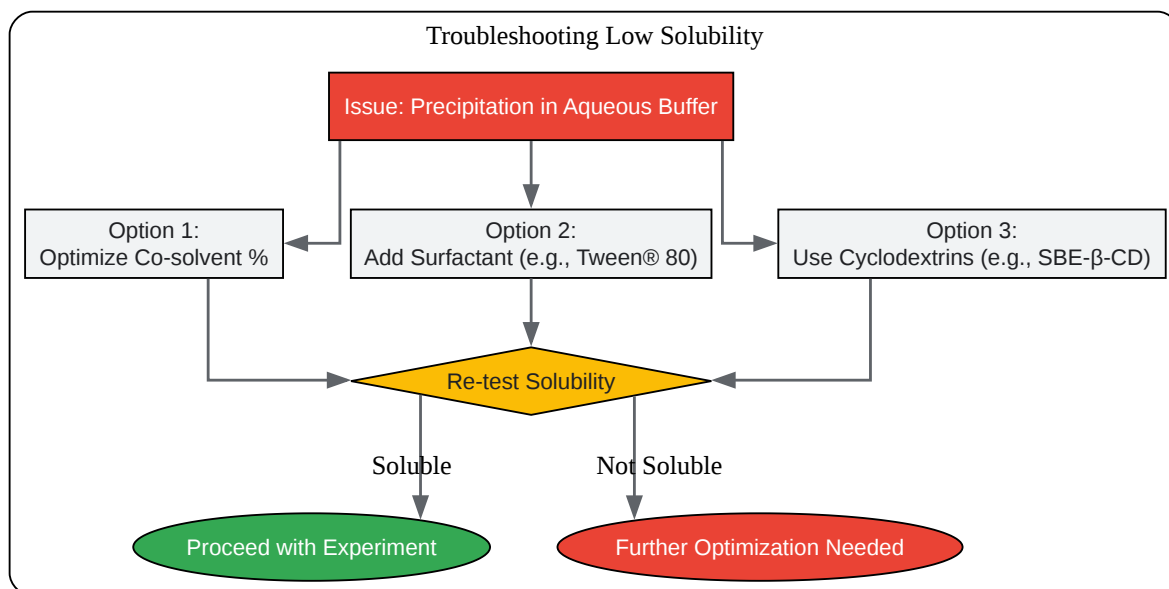 Troubleshooting Low Solubility
Issue: Precipitation in Aqueous Buffer
Option 1:
Optimize Co-solvent %
Option 2:
Add Surfactant (e.g., Tween® 80)
Option 3:
Use Cyclodextrins (e.g., SBE-β-CD)
Re-test Solubility
Soluble
Not Soluble
Proceed with Experiment
Further Optimization Needed